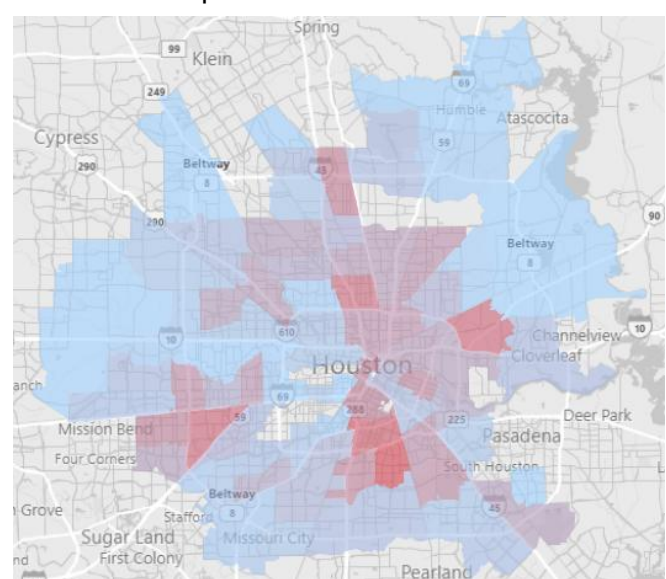 Spring
99
Klein
249
69
Humble
Atascocita
59
Cypress
290
Beltway
8
45
290
90
Beltway
8
610
10
Channelview
10
Cloverleaf
Houston
69
anch
288
59
225
Deer Park
Mission Bend
Pasadena
Four Corners
South Houston
L
Beltway
8
45
n Grove
Stafford
Sugar Land
Missouri City
nd
First Colony
Pearland